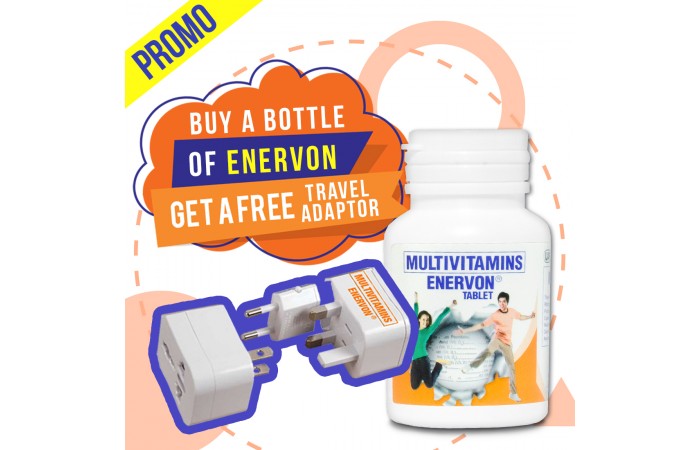 PROMO
BUY A BOTTLE
OF ENERVON
GET A FREE TRAVEL ADAPTOR
MULTIVITAMINS
ENERVON®
MULTIVITAMINS
ENERVON®
TABLET